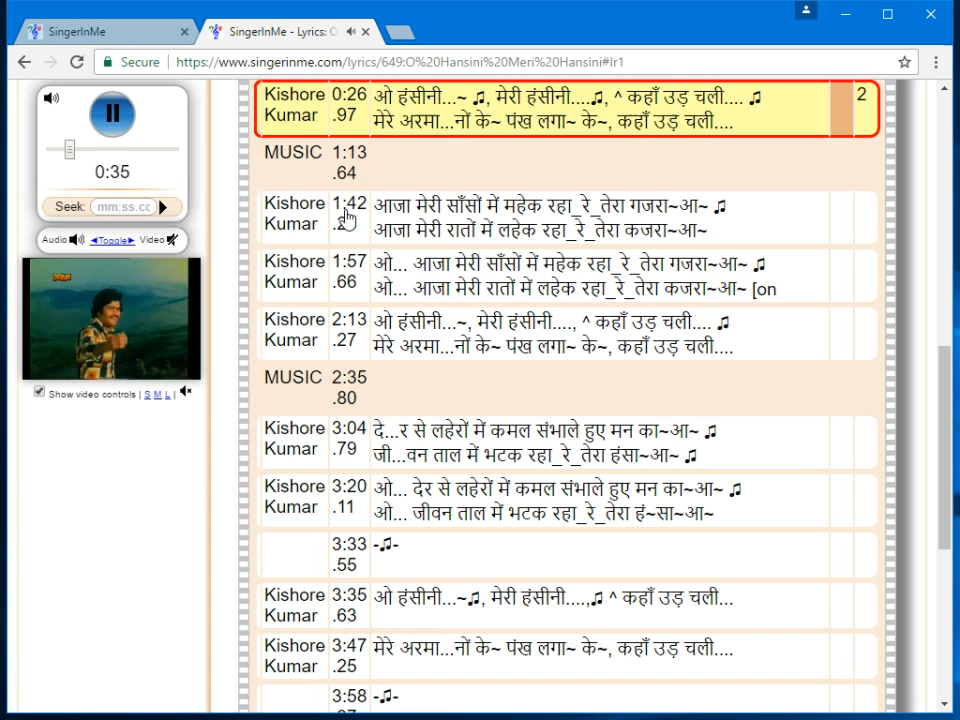 SingerInMe
SingerInMe - Lyrics: O
Secure | https://www.singerinme.com/lyrics/649:O%20Hansini%20Meri%20Hansini#lr1
0:35
Seek: mm:ss.cc
Audio ◄Toggle► Video
Show video controls | S M L |
Kishore 0:26 ओ हंसीनी...~ ♫, मेरी हंसीनी....♫, ^ कहाँ उड़ चली.... ♫ 2
Kumar .97 मेरे अरमा...नों के~ पंख लगा~ के~, कहाँ उड़ चली....
MUSIC 1:13
.64
Kishore 1:42 आजा मेरी साँसों में महेक रहा_रे_तेरा गजरा~आ~ ♫
Kumar आजा मेरी रातों में लहेक रहा_रे_तेरा कजरा~आ~
Kishore 1:57 ओ... आजा मेरी साँसों में महेक रहा_रे_तेरा गजरा~आ~ ♫
Kumar .66 ओ... आजा मेरी रातों में लहेक रहा_रे_तेरा कजरा~आ~ [on
Kishore 2:13 ओ हंसीनी...~, मेरी हंसीनी...., ^ कहाँ उड़ चली.... ♫
Kumar .27 मेरे अरमा...नों के~ पंख लगा~ के~, कहाँ उड़ चली....
MUSIC 2:35
.80
Kishore 3:04 दे...र से लहेरों में कमल संभाले हुए मन का~आ~ ♫
Kumar .79 जी...वन ताल में भटक रहा_रे_तेरा हंसा~आ~ ♫
Kishore 3:20 ओ... देर से लहेरों में कमल संभाले हुए मन का~आ~ ♫
Kumar .11 ओ... जीवन ताल में भटक रहा_रे_तेरा हं~सा~आ~
3:33 -♫-
.55
Kishore 3:35 ओ हंसीनी...~♫, मेरी हंसीनी....,♫ ^ कहाँ उड़ चली...
Kumar .63
Kishore 3:47 मेरे अरमा...नों के~ पंख लगा~ के~, कहाँ उड़ चली....
Kumar .25
3:58 -♫-